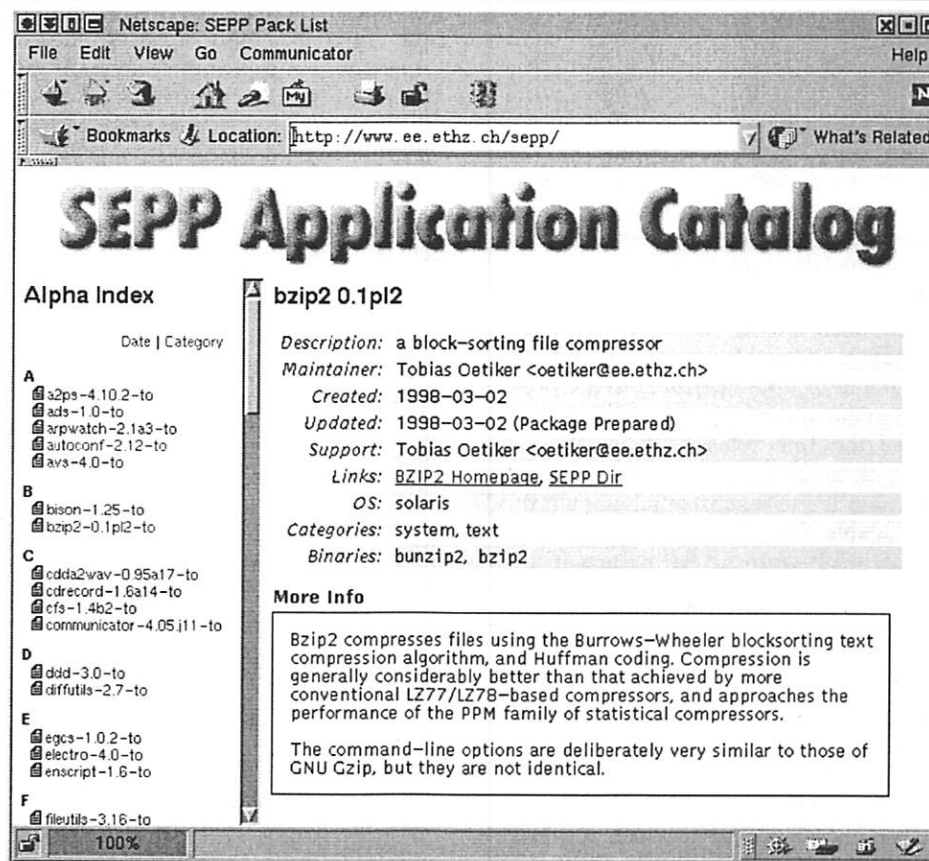 Netscape: SEPP Pack List
File Edit View Go Communicator Help
My
N
Bookmarks Location: http://www.ee.ethz.ch/sepp/ What's Related
SEPP Application Catalog
Alpha Index
Date | Category
A
a2ps-4.10.2-to
ads-1.0-to
arpwatch-2.1a3-to
autoconf-2.12-to
avs-4.0-to
B
bison-1.25-to
bzip2-0.1pl2-to
C
cdda2wav-0.95a17-to
cdrecord-1.6a14-to
cfs-1.4b2-to
communicator-4.05.j11-to
D
ddd-3.0-to
diffutils-2.7-to
E
egcs-1.0.2-to
electro-4.0-to
enscript-1.6-to
F
fileutils-3.16-to
bzip2 0.1pl2
Description: a block-sorting file compressor
Maintainer: Tobias Oetiker <oetiker@ee.ethz.ch>
Created: 1998-03-02
Updated: 1998-03-02 (Package Prepared)
Support: Tobias Oetiker <oetiker@ee.ethz.ch>
Links: BZIP2 Homepage, SEPP Dir
OS: solaris
Categories: system, text
Binaries: bunzip2, bzip2
More Info
Bzip2 compresses files using the Burrows-Wheeler blocksorting text
compression algorithm, and Huffman coding. Compression is
generally considerably better than that achieved by more
conventional LZ77/LZ78-based compressors, and approaches the
performance of the PPM family of statistical compressors.
The command-line options are deliberately very similar to those of
GNU Gzip, but they are not identical.
100%